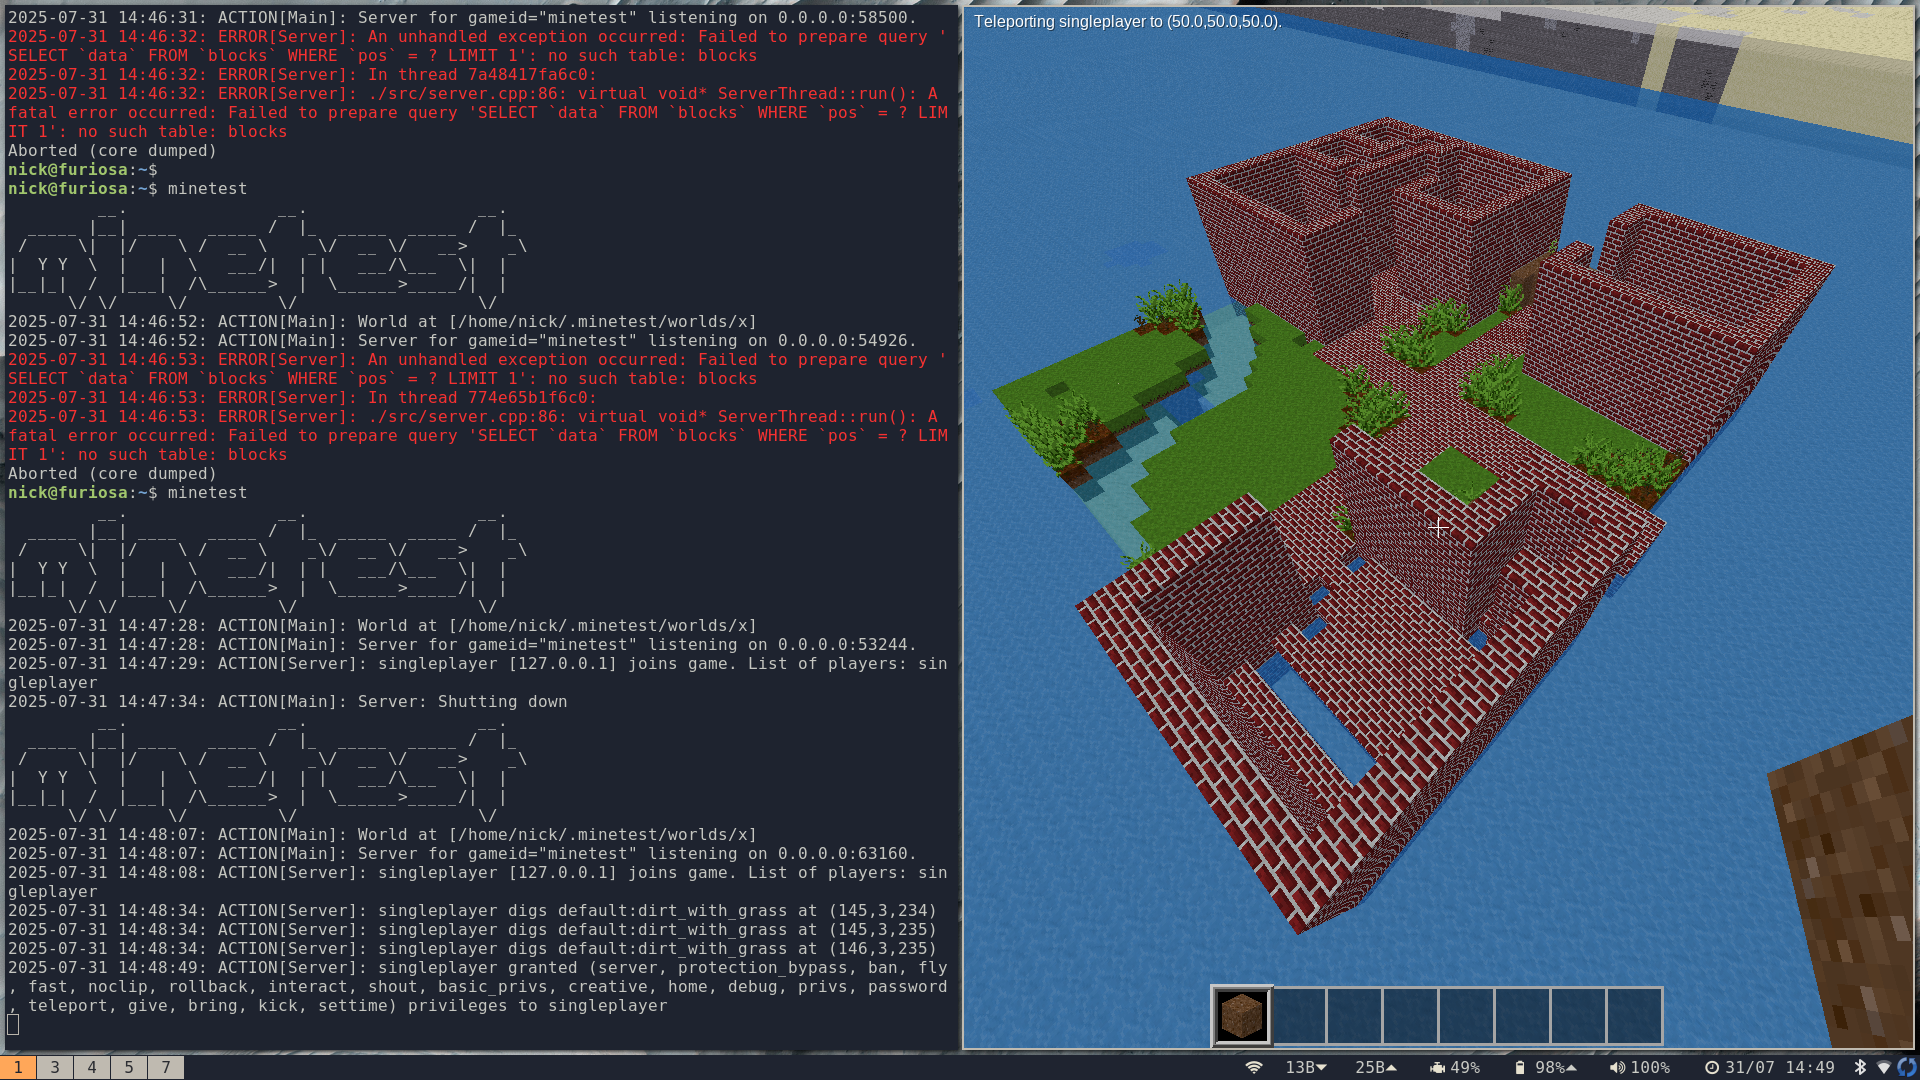 2025-07-31 14:46:31: ACTION[Main]: Server for gameid="minetest" listening on 0.0.0.0:58500.
2025-07-31 14:46:32: ERROR[Server]: An unhandled exception occurred: Failed to prepare query '
SELECT `data` FROM `blocks` WHERE `pos` = ? LIMIT 1': no such table: blocks
2025-07-31 14:46:32: ERROR[Server]: In thread 7a48417fa6c0:
2025-07-31 14:46:32: ERROR[Server]: ./src/server.cpp:86: virtual void* ServerThread::run(): A
fatal error occurred: Failed to prepare query 'SELECT `data` FROM `blocks` WHERE `pos` = ? LIM
IT 1': no such table: blocks
Aborted (core dumped)
nick@furiosa:~$
nick@furiosa:~$ minetest
minetest
2025-07-31 14:46:52: ACTION[Main]: World at [/home/nick/.minetest/worlds/x]
2025-07-31 14:46:52: ACTION[Main]: Server for gameid="minetest" listening on 0.0.0.0:54926.
2025-07-31 14:46:53: ERROR[Server]: An unhandled exception occurred: Failed to prepare query '
SELECT `data` FROM `blocks` WHERE `pos` = ? LIMIT 1': no such table: blocks
2025-07-31 14:46:53: ERROR[Server]: In thread 774e65b1f6c0:
2025-07-31 14:46:53: ERROR[Server]: ./src/server.cpp:86: virtual void* ServerThread::run(): A
fatal error occurred: Failed to prepare query 'SELECT `data` FROM `blocks` WHERE `pos` = ? LIM
IT 1': no such table: blocks
Aborted (core dumped)
nick@furiosa:~$ minetest
minetest
2025-07-31 14:47:28: ACTION[Main]: World at [/home/nick/.minetest/worlds/x]
2025-07-31 14:47:28: ACTION[Main]: Server for gameid="minetest" listening on 0.0.0.0:53244.
2025-07-31 14:47:29: ACTION[Server]: singleplayer [127.0.0.1] joins game. List of players: sin
gleplayer
2025-07-31 14:47:34: ACTION[Main]: Server: Shutting down
minetest
2025-07-31 14:48:07: ACTION[Main]: World at [/home/nick/.minetest/worlds/x]
2025-07-31 14:48:07: ACTION[Main]: Server for gameid="minetest" listening on 0.0.0.0:63160.
2025-07-31 14:48:08: ACTION[Server]: singleplayer [127.0.0.1] joins game. List of players: sin
gleplayer
2025-07-31 14:48:34: ACTION[Server]: singleplayer digs default:dirt_with_grass at (145,3,234)
2025-07-31 14:48:34: ACTION[Server]: singleplayer digs default:dirt_with_grass at (145,3,235)
2025-07-31 14:48:34: ACTION[Server]: singleplayer digs default:dirt_with_grass at (146,3,235)
2025-07-31 14:48:49: ACTION[Server]: singleplayer granted (server, protection_bypass, ban, fly
, fast, noclip, rollback, interact, shout, basic_privs, creative, home, debug, privs, password
, teleport, give, bring, kick, settime) privileges to singleplayer
Teleporting singleplayer to (50.0,50.0,50.0).
1 3 4 5 7
13B 25B 49% 98% 100% 31/07 14:49